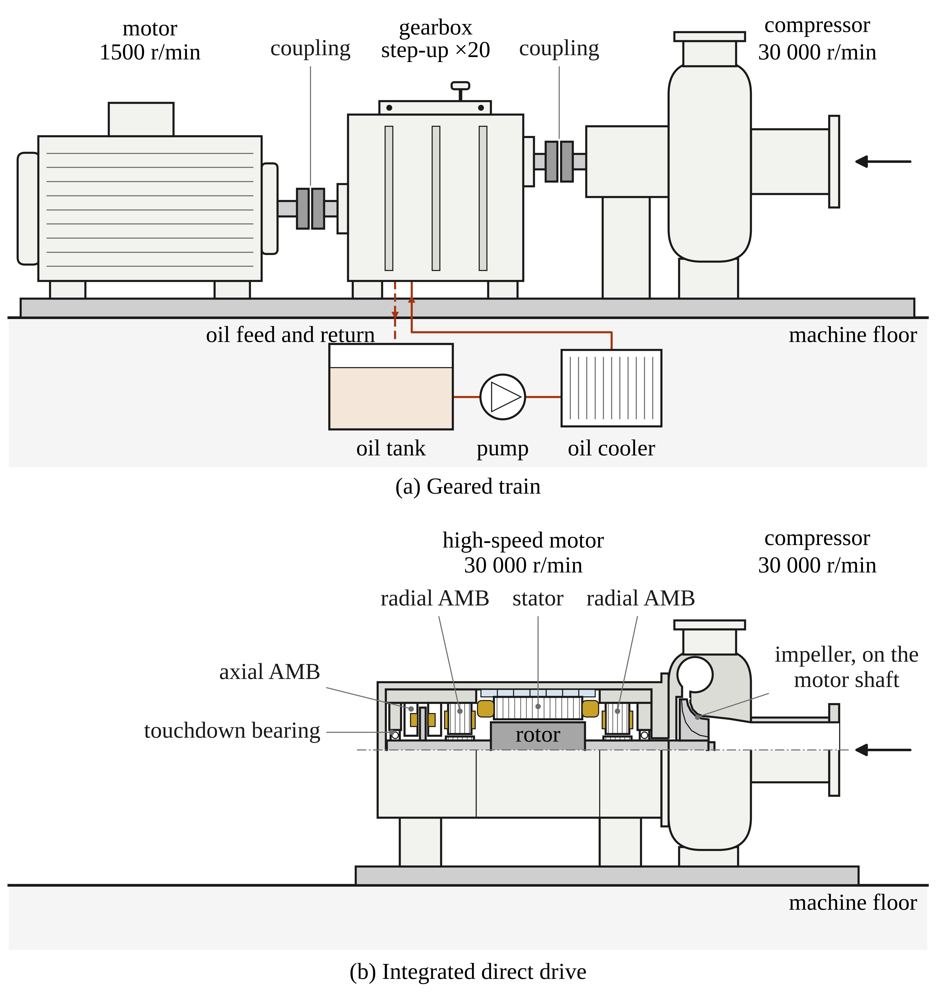 motor
1500 r/min
coupling
gearbox
step-up ×20
coupling
compressor
30 000 r/min
oil feed and return
machine floor
oil tank
pump
oil cooler
(a) Geared train
high-speed motor
30 000 r/min
compressor
30 000 r/min
radial AMB
stator
radial AMB
impeller, on the
motor shaft
axial AMB
touchdown bearing
rotor
machine floor
(b) Integrated direct drive